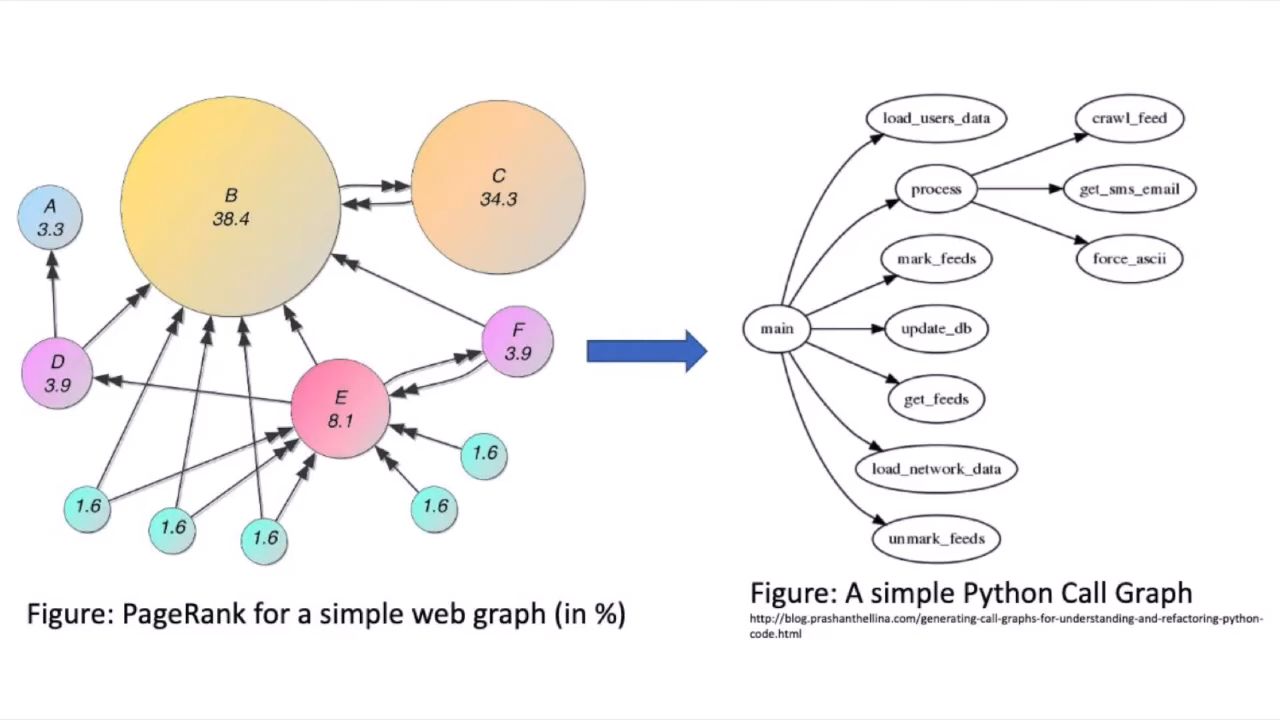 A
3.3
B
38.4
C
34.3
D
3.9
E
8.1
F
3.9
1.6
1.6
1.6
1.6
1.6
Figure: PageRank for a simple web graph (in %)
load_users_data
crawl_feed
process
get_sms_email
mark_feeds
force_ascii
main
update_db
get_feeds
load_network_data
unmark_feeds
Figure: A simple Python Call Graph
http://blog.prashanthellina.com/generating-call-graphs-for-understanding-and-refactoring-python-
code.html